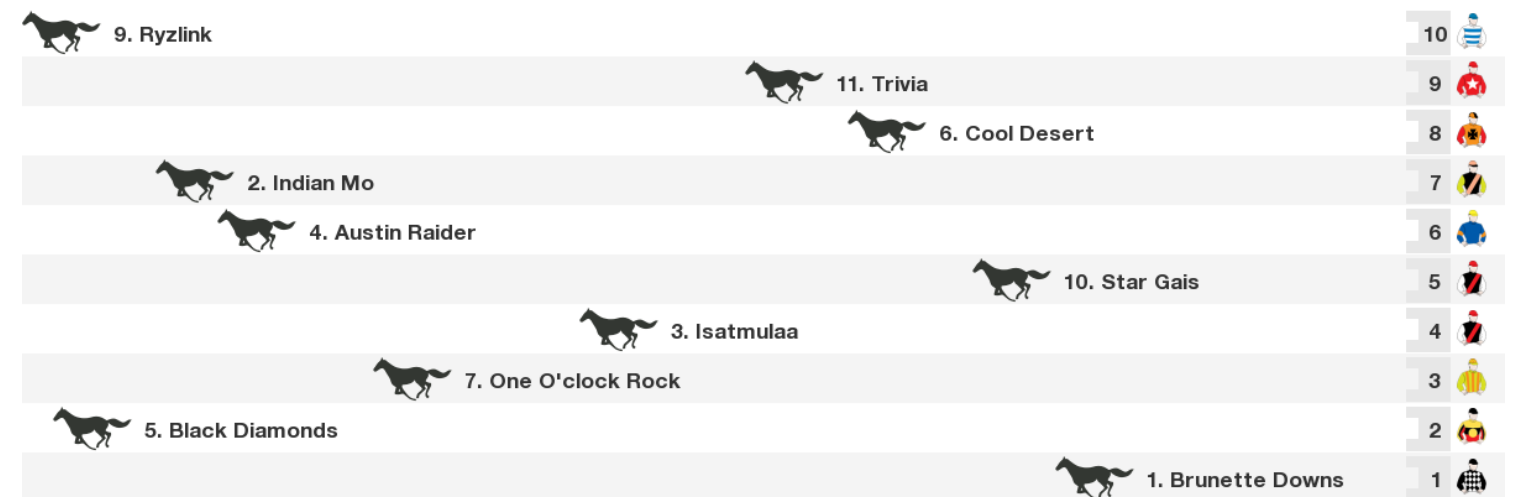 9. Ryzlink 10
11. Trivia 9
6. Cool Desert 8
2. Indian Mo 7
4. Austin Raider 6
10. Star Gais 5
3. Isatmulaa 4
7. One O'clock Rock 3
5. Black Diamonds 2
1. Brunette Downs 1